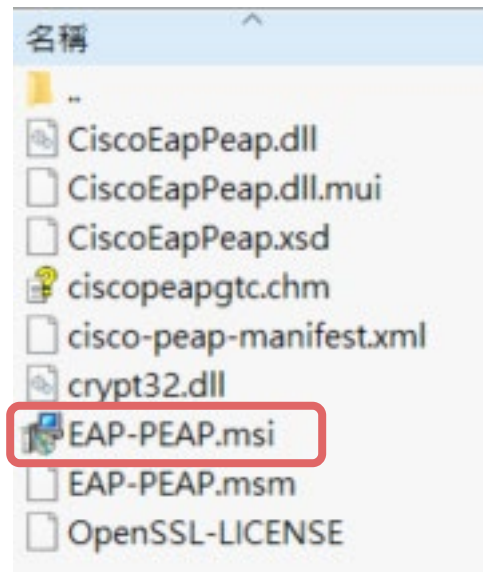 名稱
..
CiscoEapPeap.dll
CiscoEapPeap.dll.mui
CiscoEapPeap.xsd
ciscopeapgtc.chm
cisco-peap-manifest.xml
crypt32.dll
EAP-PEAP.msi
EAP-PEAP.msm
OpenSSL-LICENSE